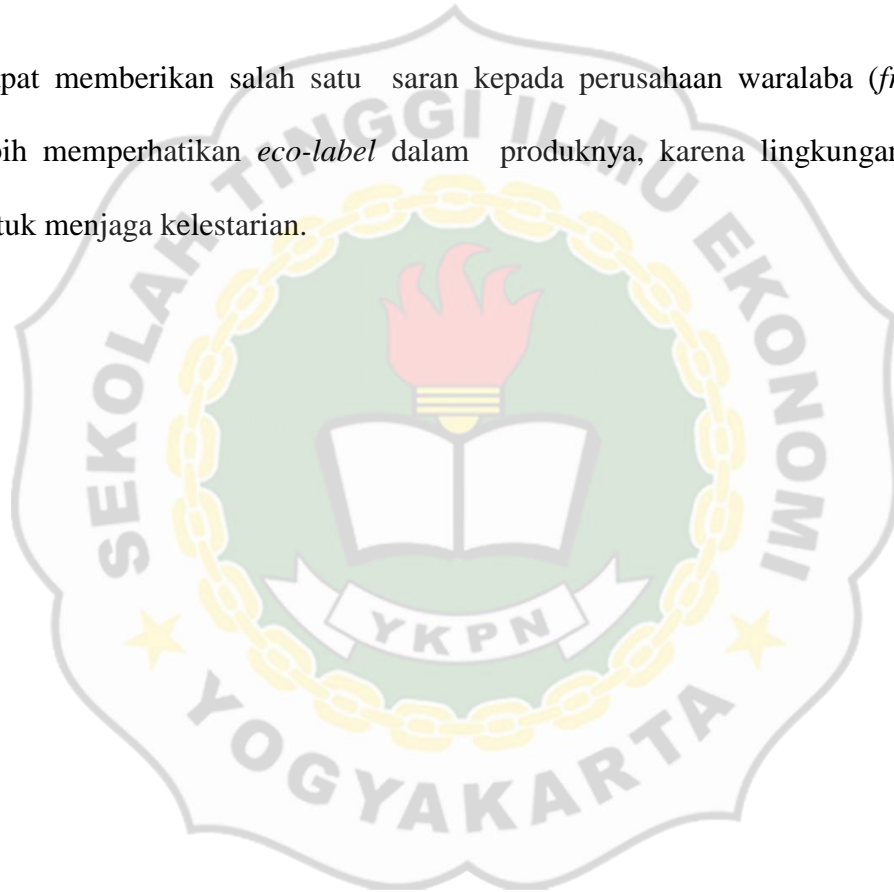 pat memberikan salah satu saran kepada perusahaan waralaba (fr
bih memperhatikan eco-label dalam produknya, karena lingkungan
tuk menjaga kelestarian.
SEKOLAH TINGGI ILMU EKONOMI
YKPN
YOGYAKARTA